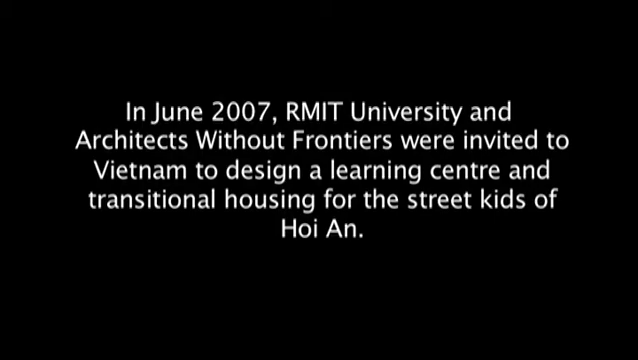 In June 2007, RMIT University and
Architects Without Frontiers were invited to
Vietnam to design a learning centre and
transitional housing for the street kids of
Hoi An.